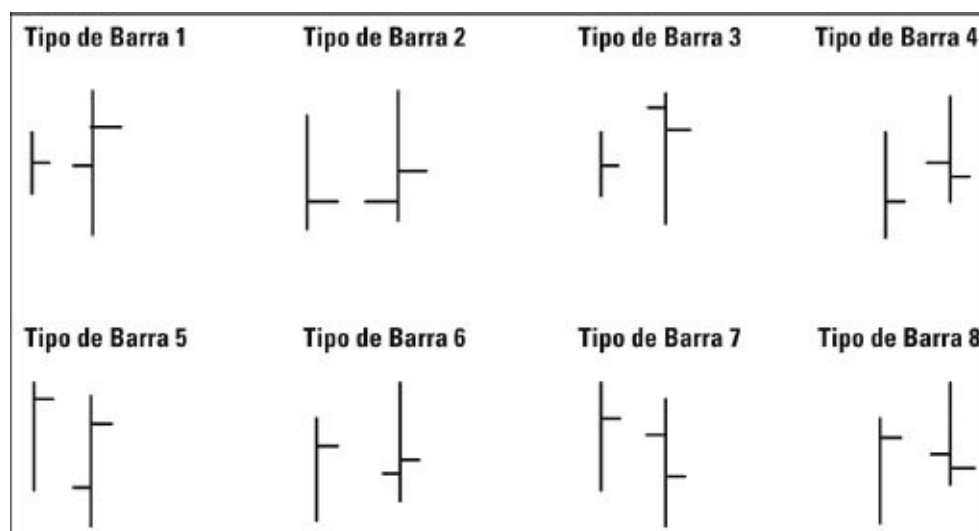 Tipo de Barra 1
Tipo de Barra 2
Tipo de Barra 3
Tipo de Barra 4
Tipo de Barra 5
Tipo de Barra 6
Tipo de Barra 7
Tipo de Barra 8